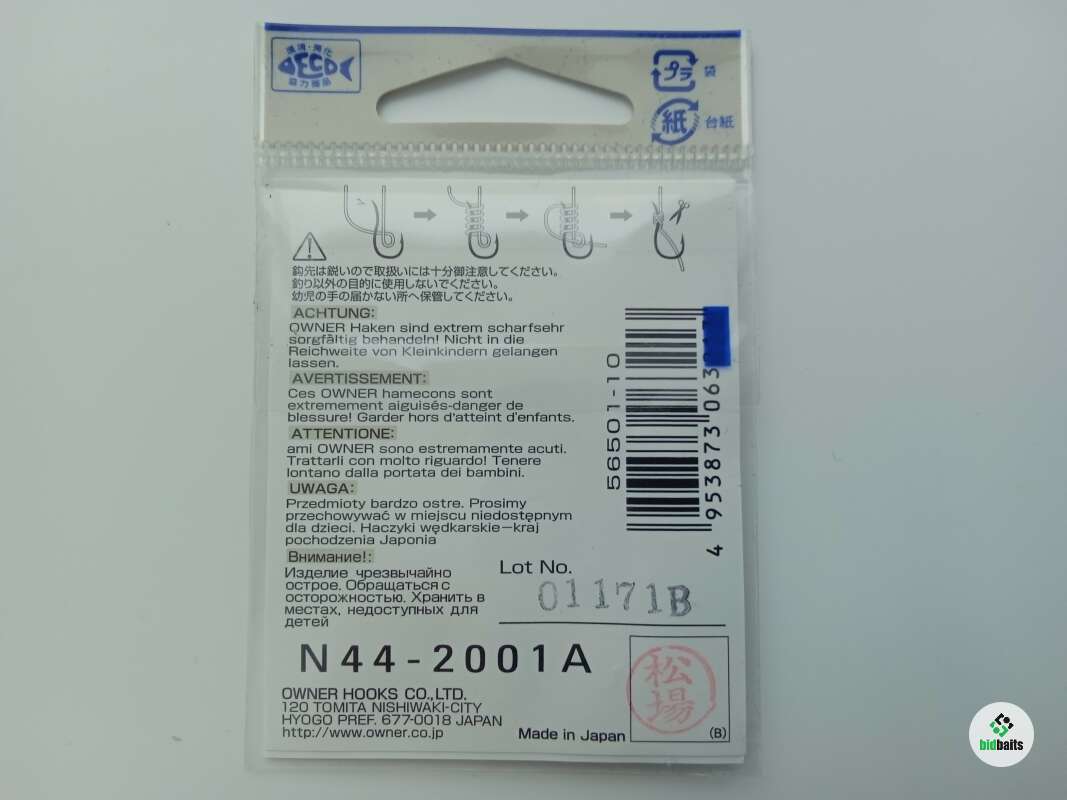 環境・美化
ECO
協力商品
プラ
袋
紙
台紙
鈎先は鋭いので取扱いには十分御注意してください。
釣り以外の目的に使用しないでください。
幼児の手の届かない所へ保管してください。
ACHTUNG:
OWNER Haken sind extrem scharfsehr
sorgfältig behandeln! Nicht in die
Reichweite von Kleinkindern gelangen
lassen.
AVERTISSEMENT:
Ces OWNER hamecons sont
extremement aiguisés-danger de
blessure! Garder hors d'atteint d'enfants.
ATTENTIONE:
ami OWNER sono estremamente acuti.
Trattarli con molto riguardo! Tenere
lontano dalla portata dei bambini.
UWAGA:
Przedmioty bardzo ostre. Prosimy
przechowywać w miejscu niedostępnym
dla dzieci. Haczyki wędkarskie–kraj
pochodzenia Japonia
Внимание!:
Изделие чрезвычайно
острое. Обращаться с
осторожностью. Хранить в
местах, недоступных для
детей
56501-10
4 953873 063
Lot No.
01171B
N44-2001A
OWNER HOOKS CO.,LTD.
120 TOMITA NISHIWAKI-CITY
HYOGO PREF. 677-0018 JAPAN
http://www.owner.co.jp
Made in Japan
松場
(B)
bidbaits